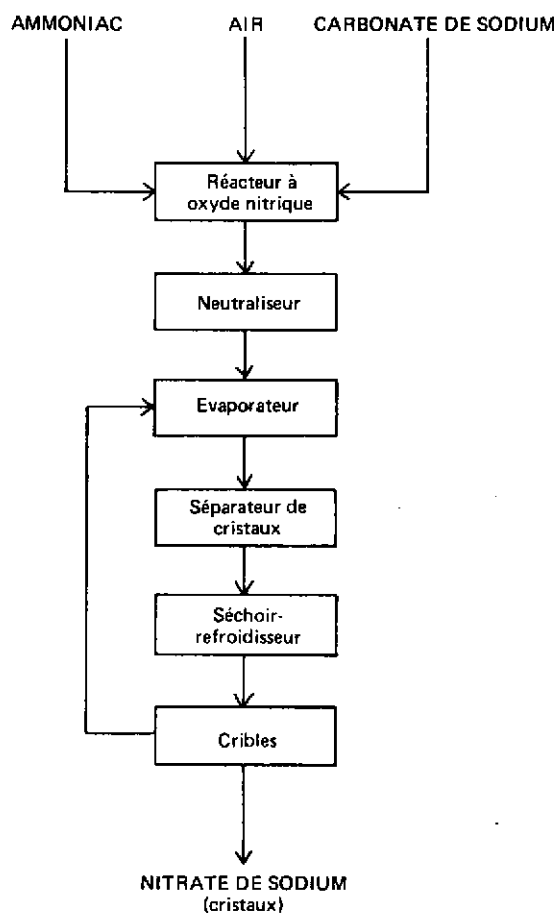 AMMONIAC AIR CARBONATE DE SODIUM
Réacteur à
oxyde nitrique
Neutraliseur
Evaporateur
Séparateur de
cristaux
Séchoir-
refroidisseur
Cribles
NITRATE DE SODIUM
(cristaux)